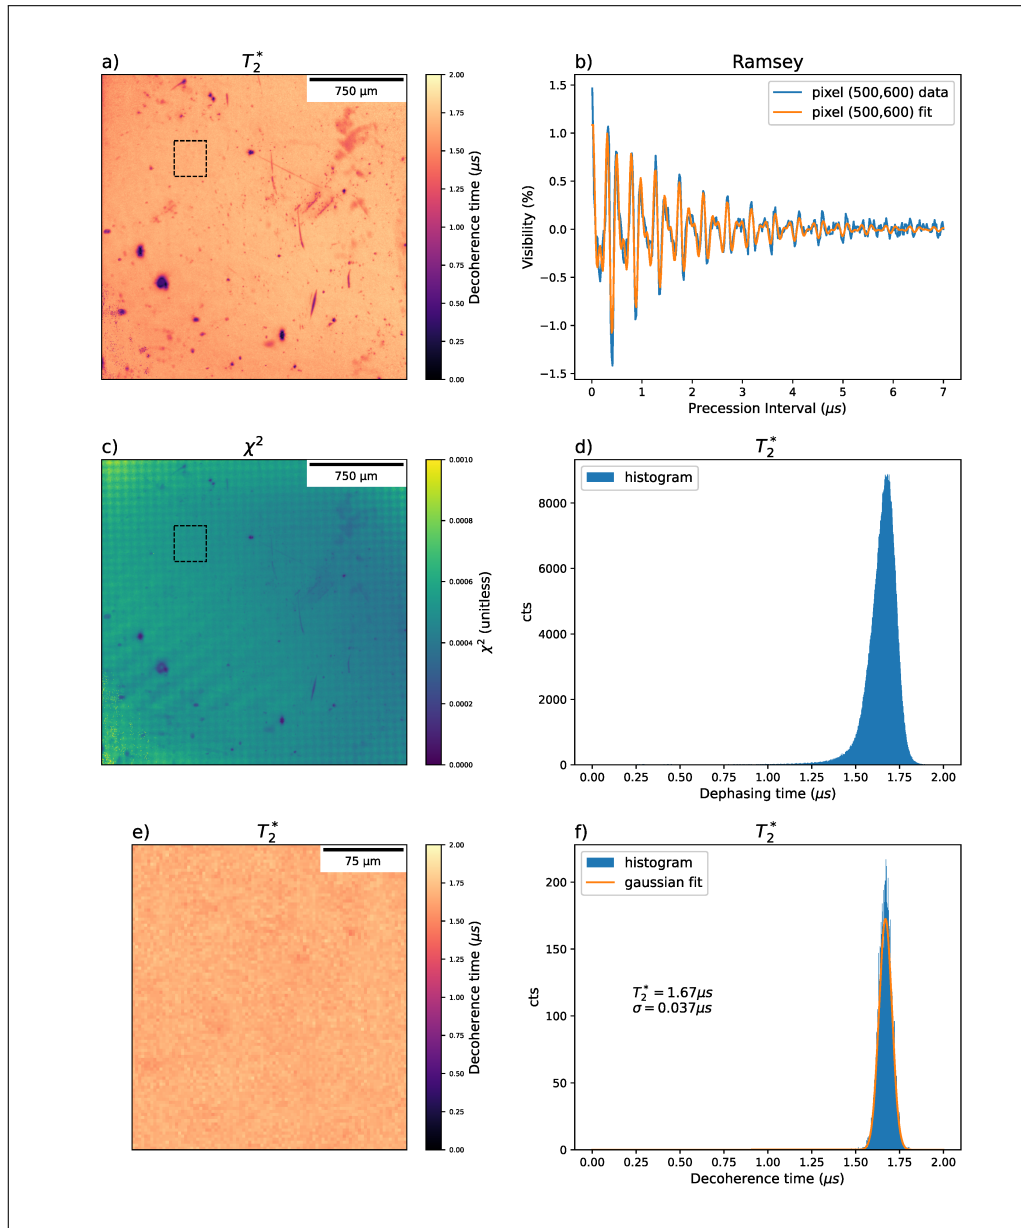 a)
T₂*
750 μm
2.00
1.75
1.50
1.25
1.00
0.75
0.50
0.25
0.00
Decoherence time (μs)
b)
Ramsey
pixel (500,600) data
pixel (500,600) fit
1.5
1.0
0.5
0.0
−0.5
−1.0
−1.5
Visibility (%)
0 1 2 3 4 5 6 7
Precession Interval (μs)
c)
χ²
750 μm
0.0010
0.0008
0.0006
0.0004
0.0002
0.0000
χ² (unitless)
d)
T₂*
histogram
8000
6000
4000
2000
0
cts
0.00 0.25 0.50 0.75 1.00 1.25 1.50 1.75 2.00
Dephasing time (μs)
e)
T₂*
75 μm
2.00
1.75
1.50
1.25
1.00
0.75
0.50
0.25
0.00
Decoherence time (μs)
f)
T₂*
histogram
gaussian fit
200
150
100
50
0
cts
T₂* = 1.67μs
σ = 0.037μs
0.00 0.25 0.50 0.75 1.00 1.25 1.50 1.75 2.00
Decoherence time (μs)